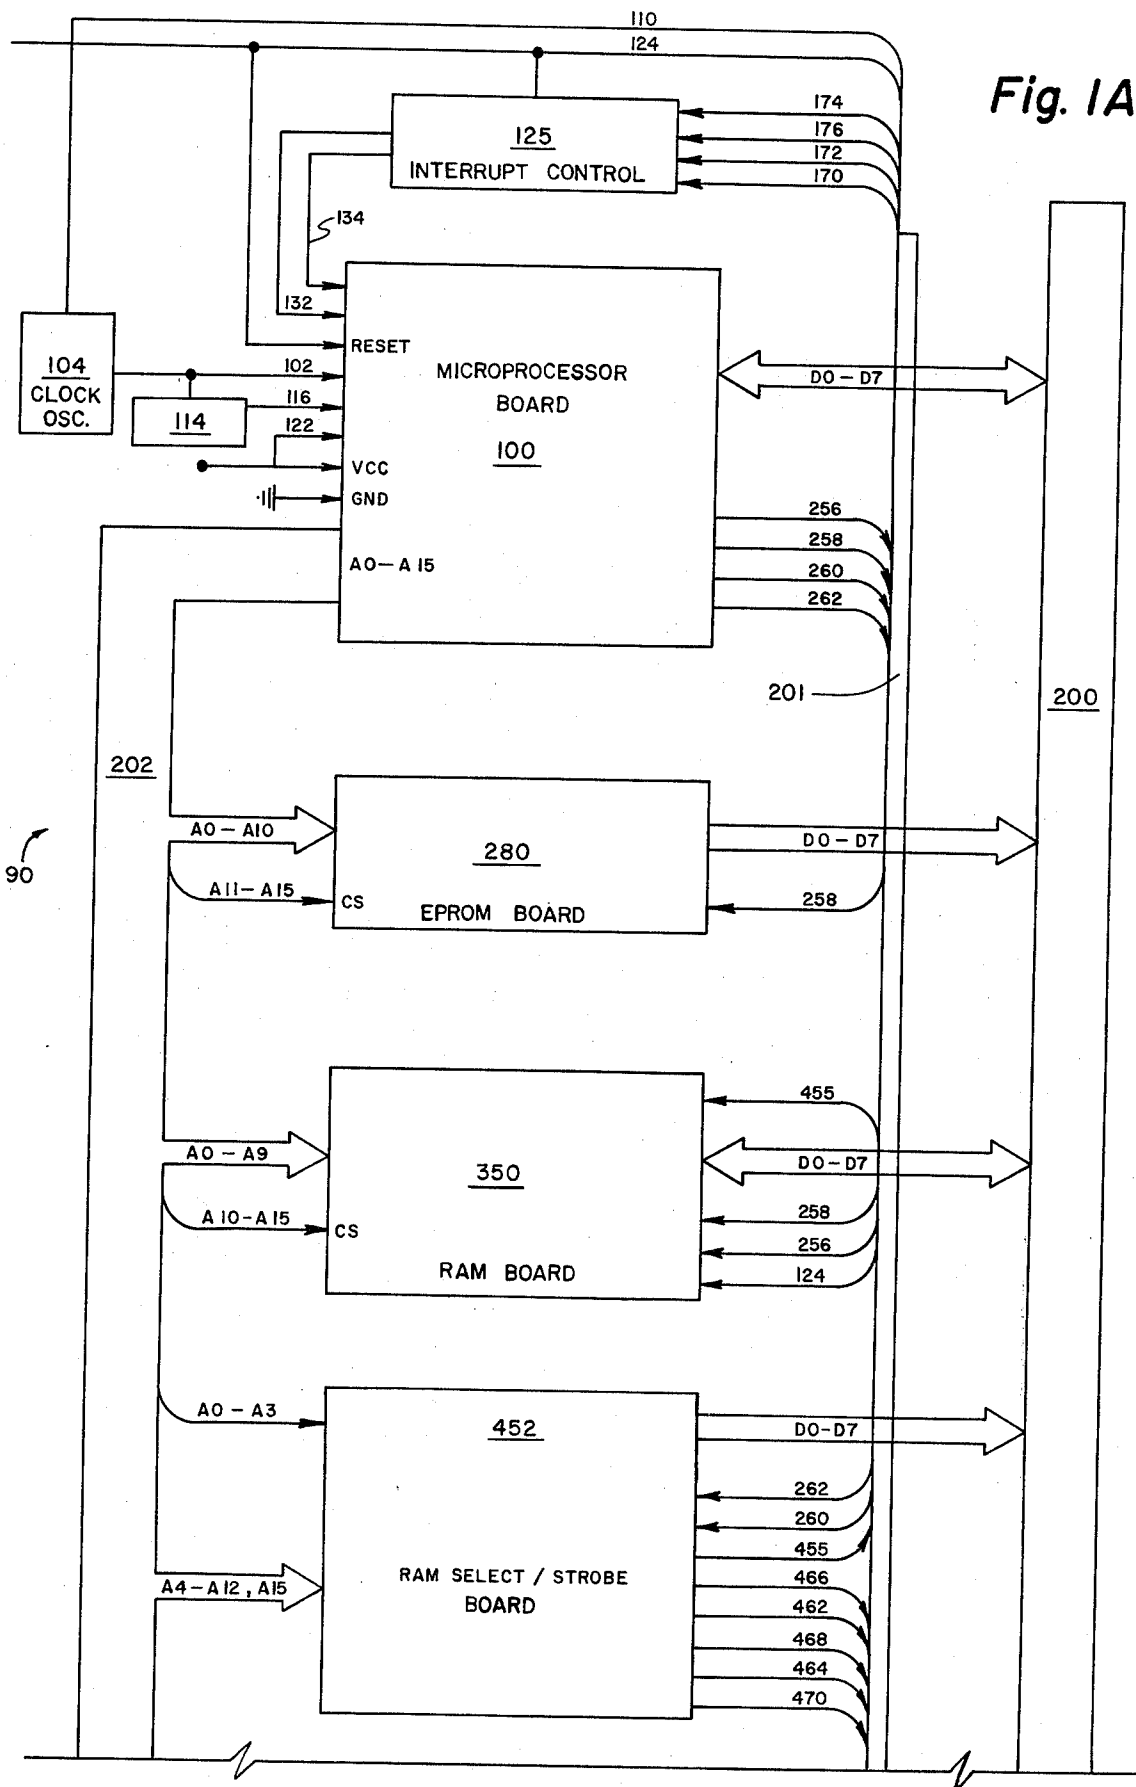 110
124
Fig. 1A
174
176
172
170
125
INTERRUPT CONTROL
134
132
RESET
102
116
122
VCC
GND
A0-A15
104
CLOCK
OSC.
114
MICROPROCESSOR
BOARD
100
D0-D7
256
258
260
262
201
200
202
90
A0-A10
A11-A15
CS
280
EPROM BOARD
D0-D7
258
A0-A9
A10-A15
CS
350
RAM BOARD
455
D0-D7
258
256
124
A0-A3
A4-A12, A15
452
RAM SELECT / STROBE
BOARD
D0-D7
262
260
455
466
462
468
464
470